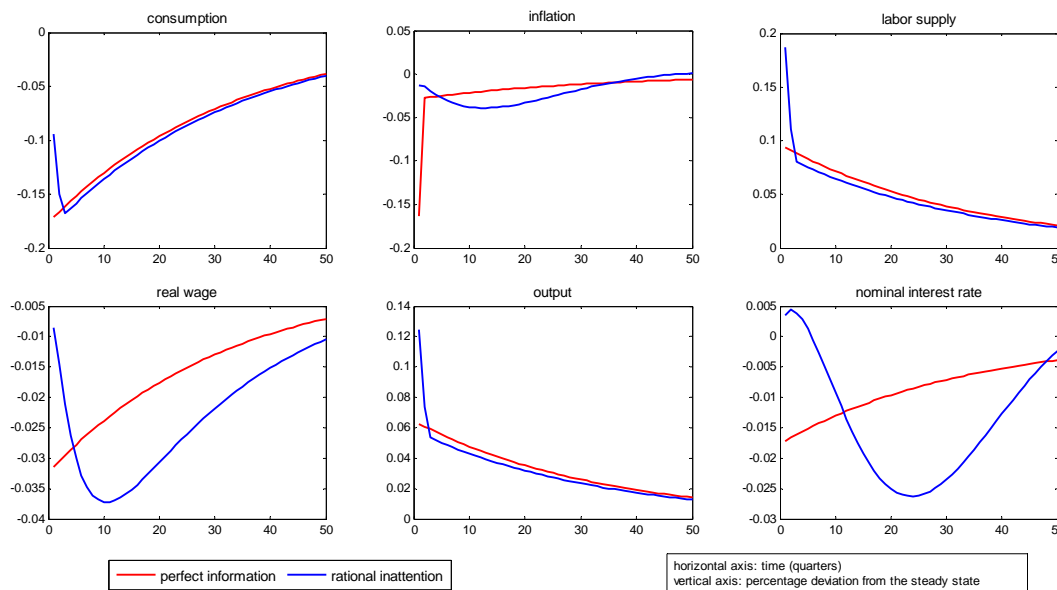 consumption
0
-0.05
-0.1
-0.15
-0.2
0 10 20 30 40 50
inflation
0.05
0
-0.05
-0.1
-0.15
-0.2
0 10 20 30 40 50
labor supply
0.2
0.15
0.1
0.05
0
0 10 20 30 40 50
real wage
-0.005
-0.01
-0.015
-0.02
-0.025
-0.03
-0.035
-0.04
0 10 20 30 40 50
output
0.14
0.12
0.1
0.08
0.06
0.04
0.02
0
0 10 20 30 40 50
nominal interest rate
0.005
0
-0.005
-0.01
-0.015
-0.02
-0.025
-0.03
0 10 20 30 40 50
perfect information rational inattention
horizontal axis: time (quarters)
vertical axis: percentage deviation from the steady state